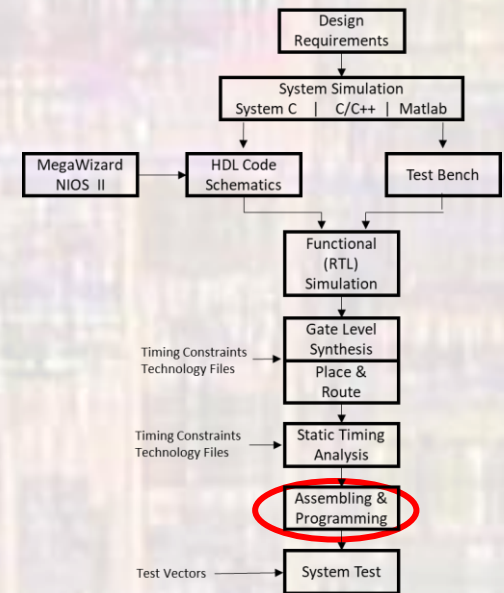 Design
Requirements
System Simulation
System C | C/C++ | Matlab
MegaWizard
NIOS II
HDL Code
Schematics
Test Bench
Functional
(RTL)
Simulation
Gate Level
Synthesis
Timing Constraints
Technology Files
Place &
Route
Timing Constraints
Technology Files
Static Timing
Analysis
Assembling &
Programming
Test Vectors
System Test